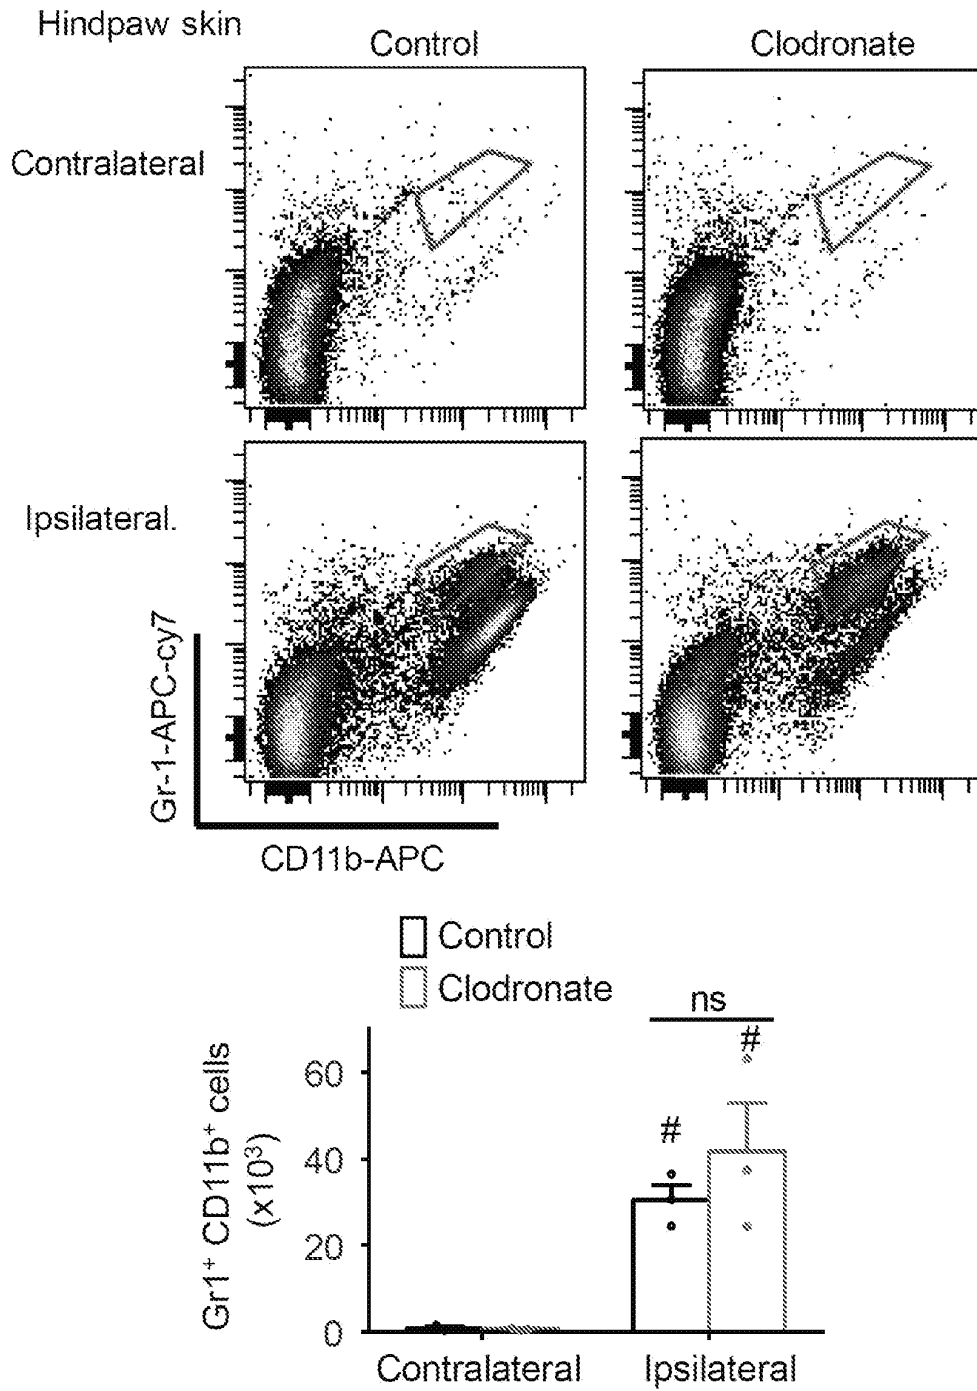 Hindpaw skin
Control
Clodronate
Contralateral
Ipsilateral.
Gr-1-APC-cy7
CD11b-APC
Control
Clodronate
ns
#
#
Gr1⁺ CD11b⁺ cells
(x10³)
60
40
20
0
Contralateral
Ipsilateral